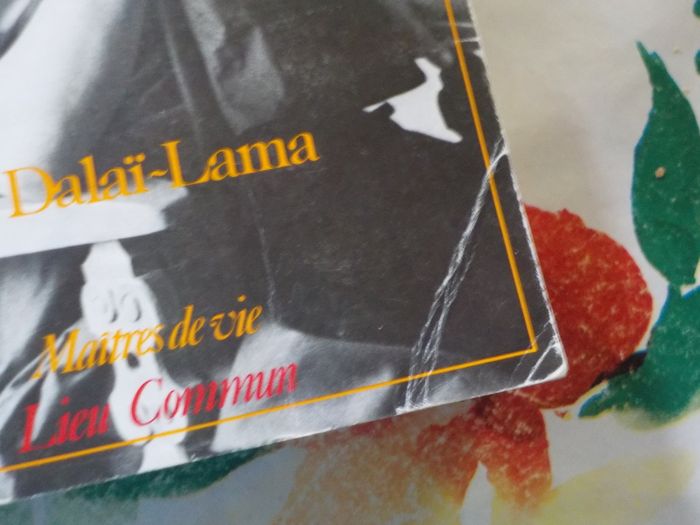 Dalaï-Lama
Maîtres de vie
Lieu Commun